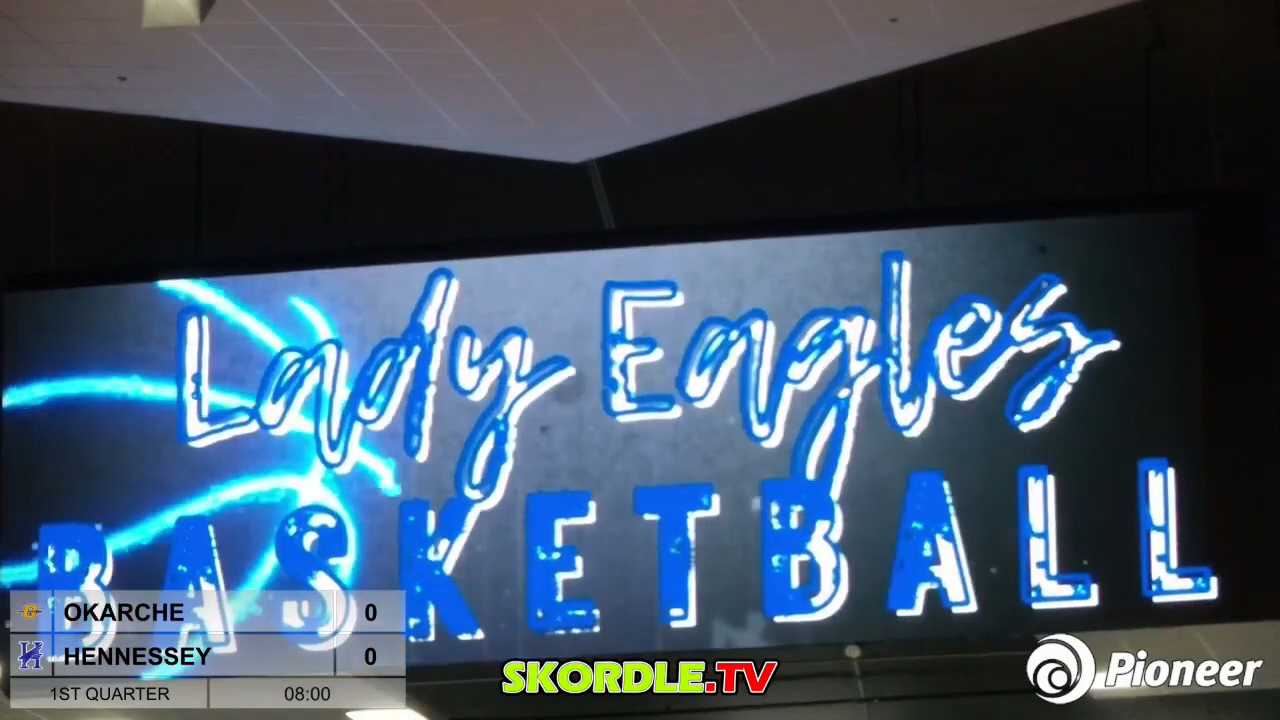 Lady Eagles
BASKETBALL
OKARCHE 0
HENNESSEY 0
1ST QUARTER 08:00
SKORDLE.TV
Pioneer